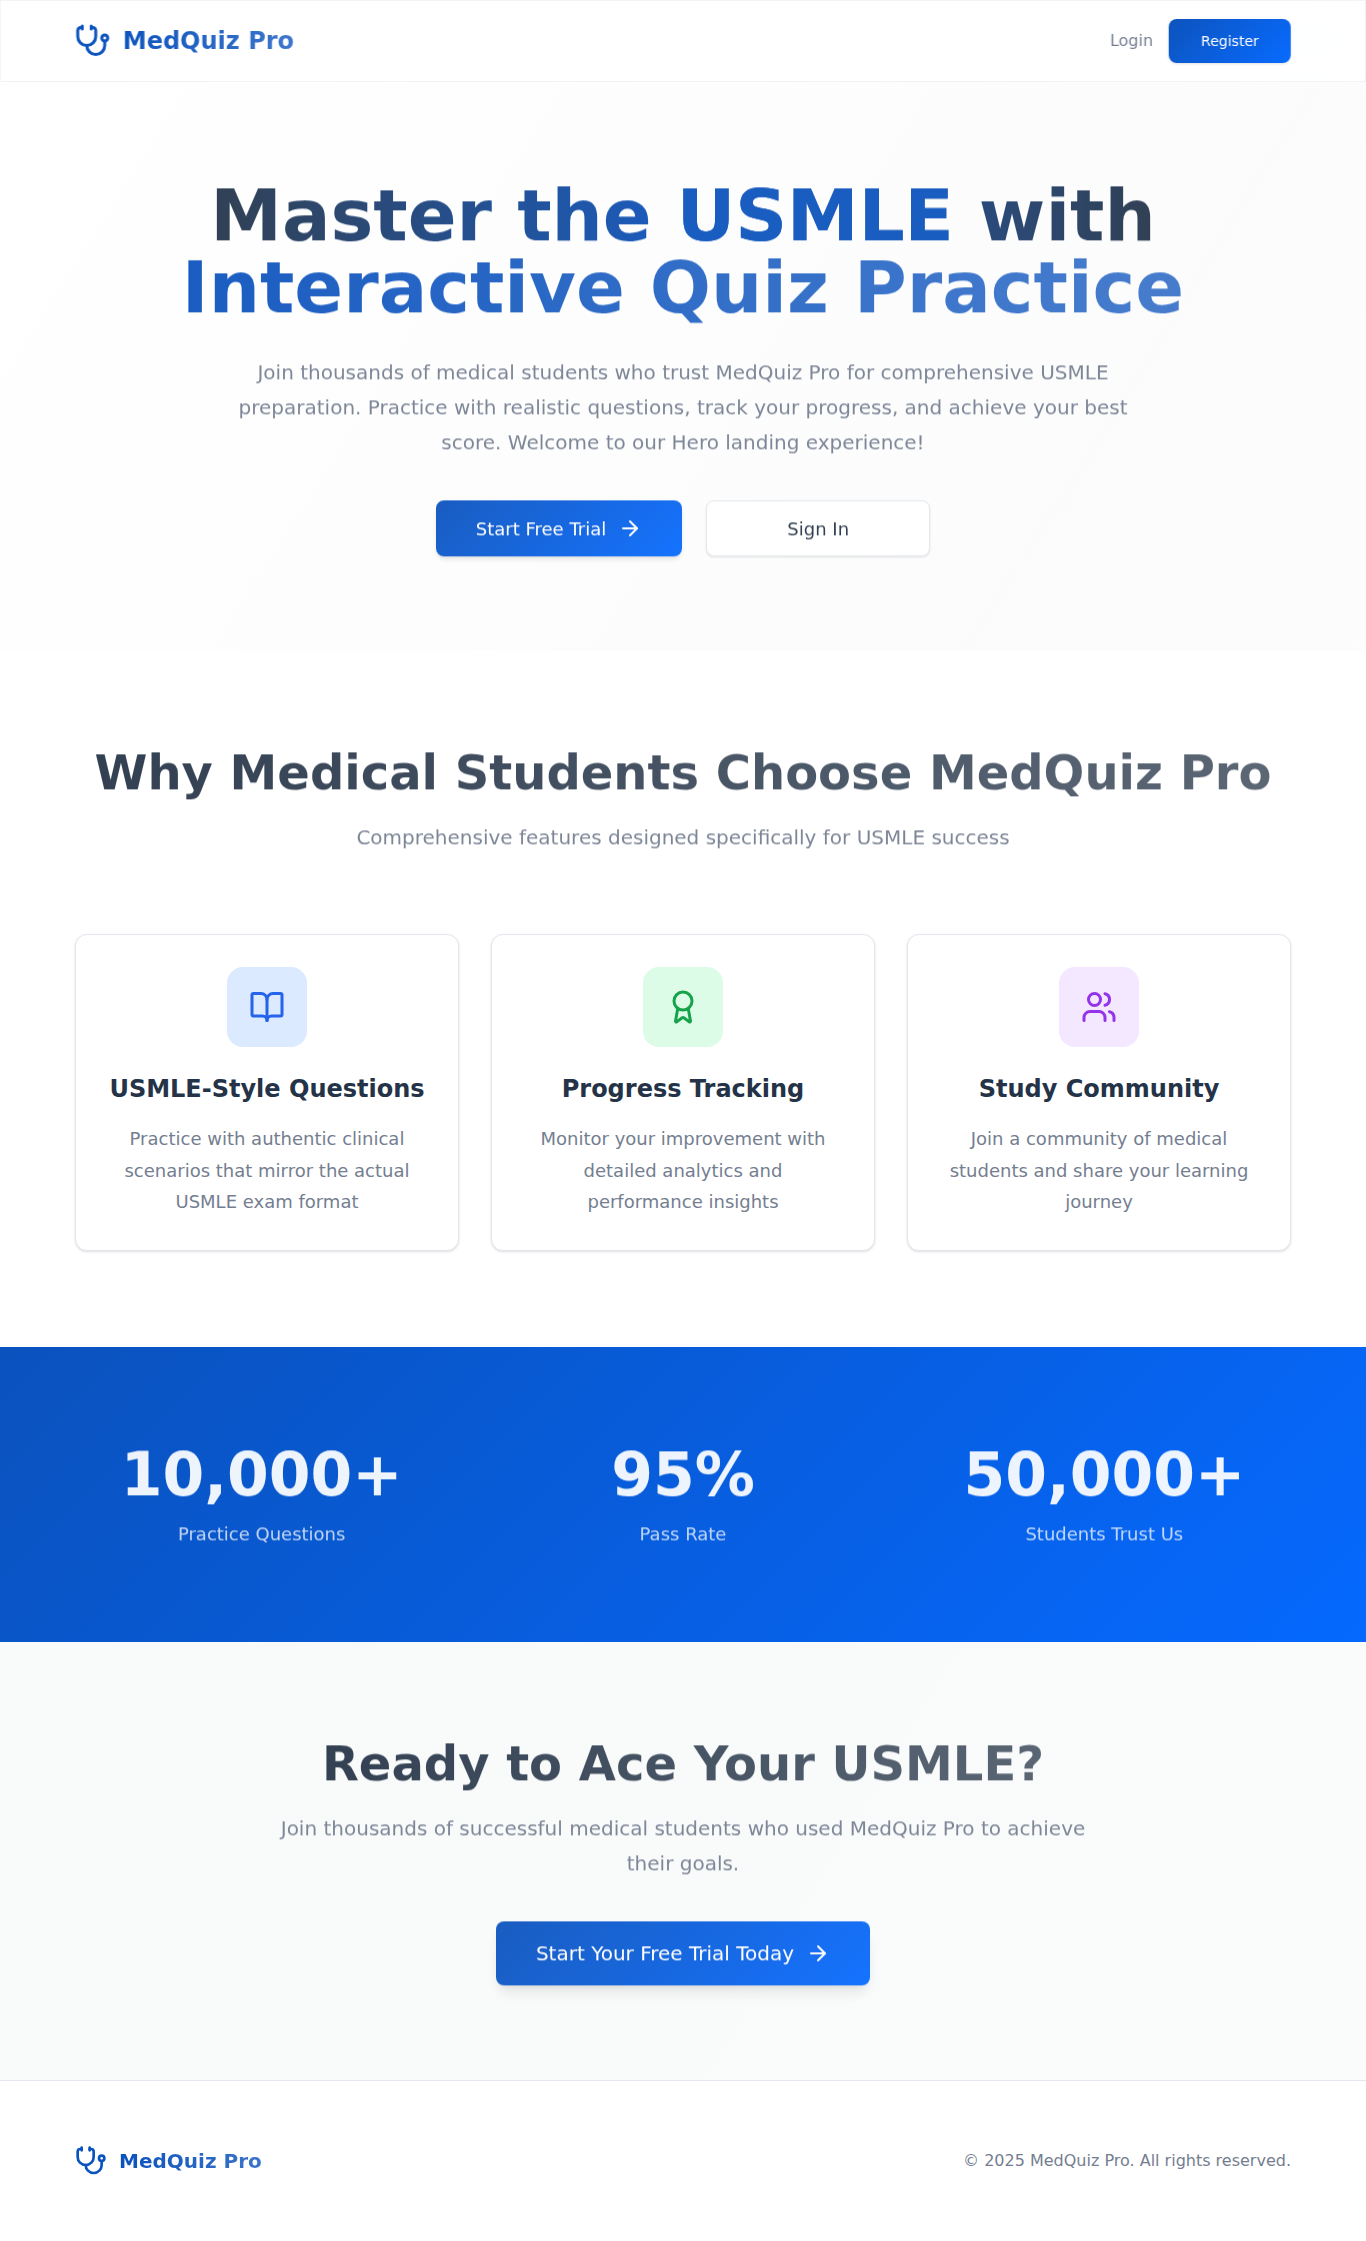 MedQuiz Pro
Login
Register
Master the USMLE with
Interactive Quiz Practice
Join thousands of medical students who trust MedQuiz Pro for comprehensive USMLE
preparation. Practice with realistic questions, track your progress, and achieve your best
score. Welcome to our Hero landing experience!
Start Free Trial
Sign In
Why Medical Students Choose MedQuiz Pro
Comprehensive features designed specifically for USMLE success
USMLE-Style Questions
Practice with authentic clinical
scenarios that mirror the actual
USMLE exam format
Progress Tracking
Monitor your improvement with
detailed analytics and
performance insights
Study Community
Join a community of medical
students and share your learning
journey
10,000+
Practice Questions
95%
Pass Rate
50,000+
Students Trust Us
Ready to Ace Your USMLE?
Join thousands of successful medical students who used MedQuiz Pro to achieve
their goals.
Start Your Free Trial Today
MedQuiz Pro
© 2025 MedQuiz Pro. All rights reserved.